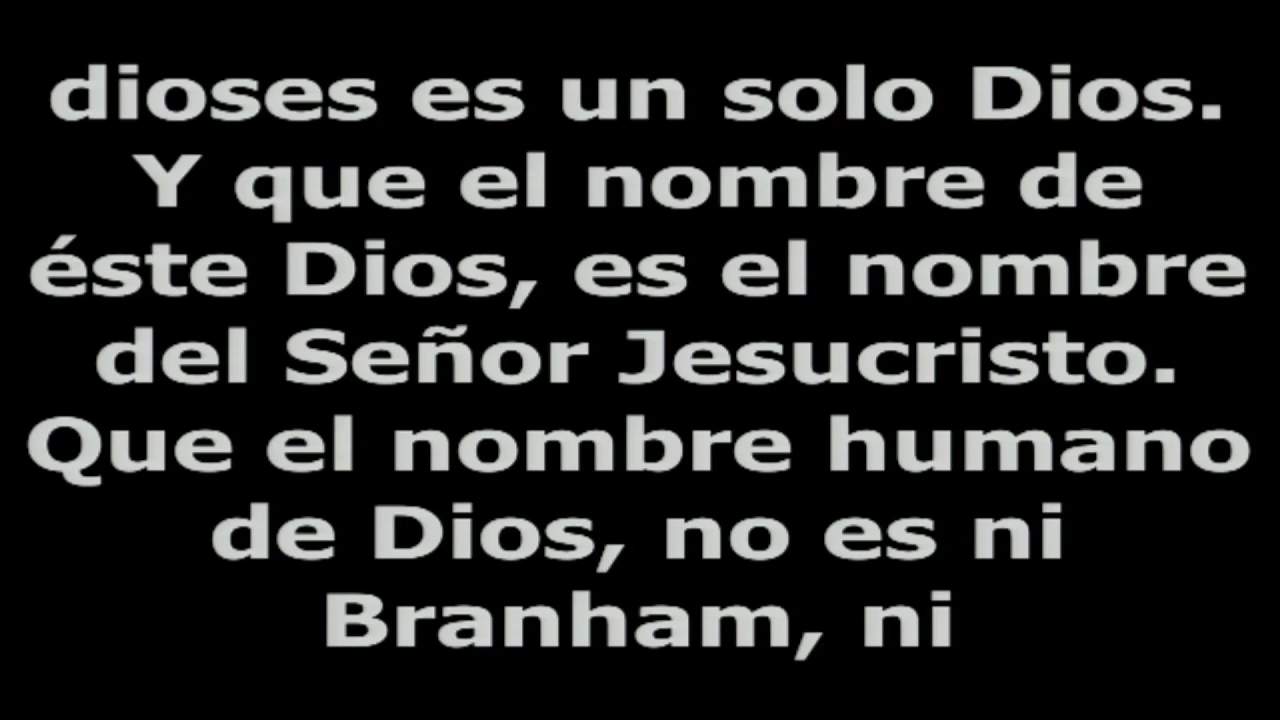 dioses es un solo Dios.
Y que el nombre de
éste Dios, es el nombre
del Señor Jesucristo.
Que el nombre humano
de Dios, no es ni
Branham, ni